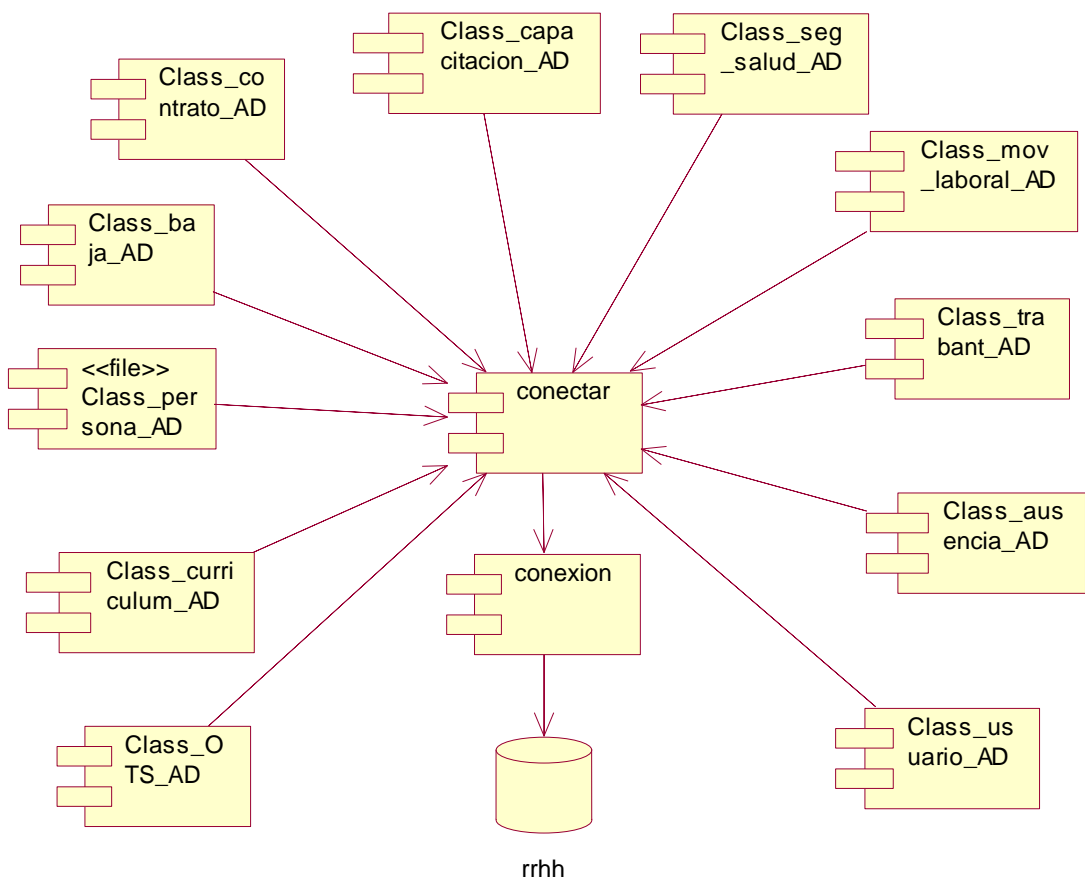 Class_capa
citacion_AD
Class_seg
_salud_AD
Class_co
ntrato_AD
Class_mov
_laboral_AD
Class_ba
ja_AD
Class_tra
bant_AD
<<file>>
Class_per
sona_AD
conectar
Class_aus
encia_AD
Class_curri
culum_AD
conexion
Class_us
uario_AD
Class_O
TS_AD
rrhh